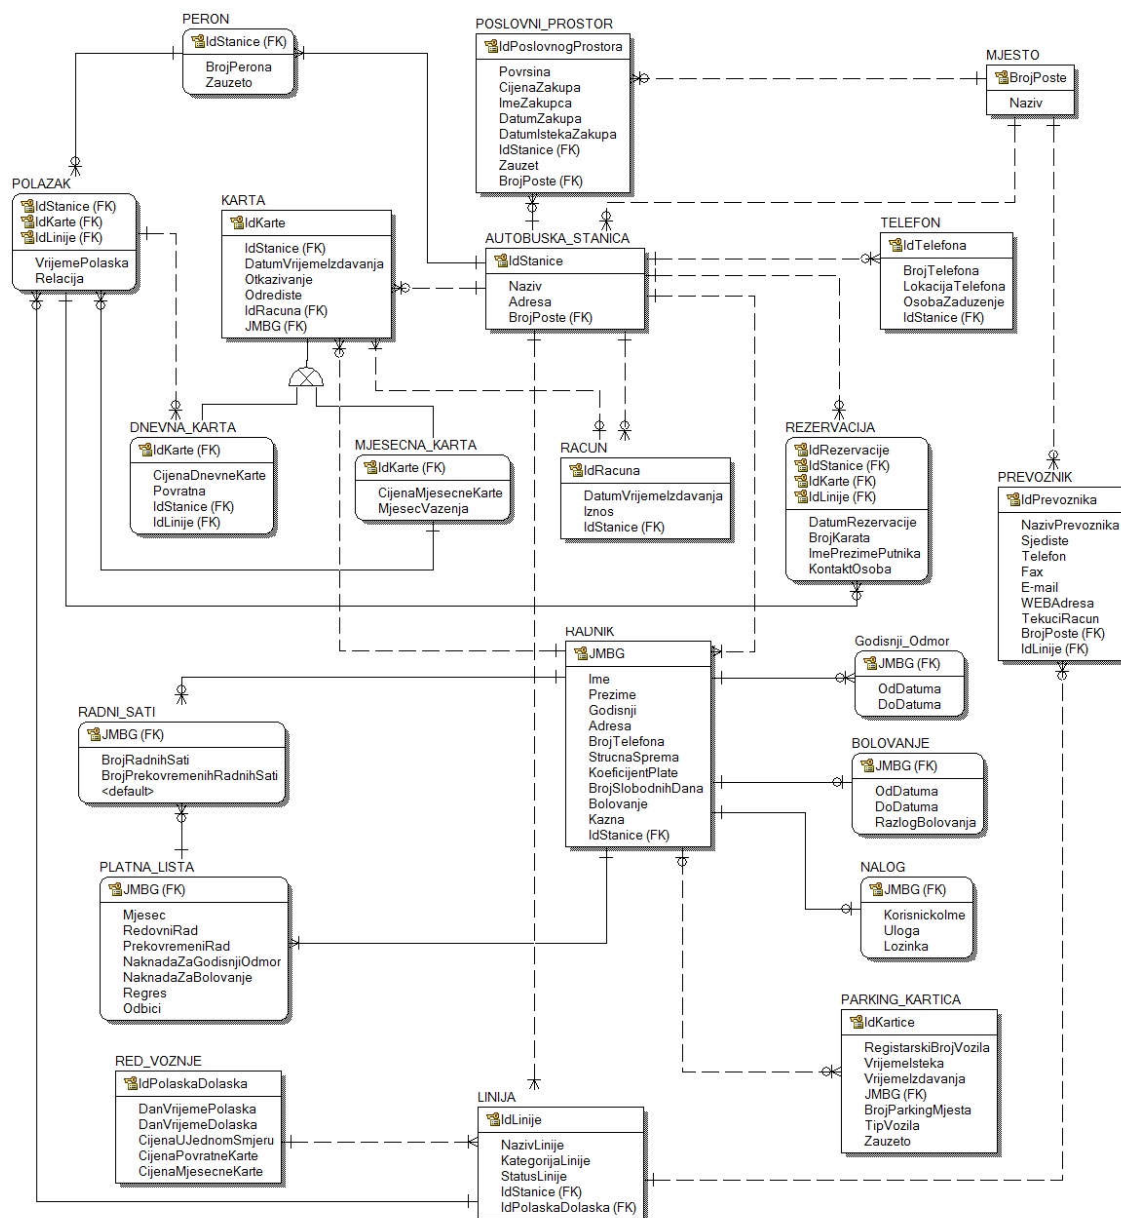 PERON
IdStanice (FK)
BrojPerona
Zauzeto
POSLOVNI_PROSTOR
IdPoslovnogProstora
Povrsina
CijenaZakupa
ImeZakupca
DatumZakupa
DatumIstekaZakupa
IdStanice (FK)
Zauzet
BrojPoste (FK)
MJESTO
BrojPoste
Naziv
POLAZAK
IdStanice (FK)
IdKarte (FK)
IdLinije (FK)
VrijemePolaska
Relacija
KARTA
IdKarte
IdStanice (FK)
DatumVrijemeIzdavanja
Otkazivanje
Odrediste
IdRacuna (FK)
JMBG (FK)
AUTOBUSKA_STANICA
IdStanice
Naziv
Adresa
BrojPoste (FK)
TELEFON
IdTelefona
BrojTelefona
LokacijaTelefona
OsobaZaduzenje
IdStanice (FK)
DNEVNA_KARTA
IdKarte (FK)
CijenaDnevneKarte
Povratna
IdStanice (FK)
IdLinije (FK)
MJESECNA_KARTA
IdKarte (FK)
CijenaMjesecneKarte
MjesecVazenja
RACUN
IdRacuna
DatumVrijemeIzdavanja
Iznos
IdStanice (FK)
REZERVACIJA
IdRezervacije
IdStanice (FK)
IdKarte (FK)
IdLinije (FK)
DatumRezervacije
BrojKarata
ImePrezimePutnika
KontaktOsoba
PREVOZNIK
IdPrevoznika
NazivPrevoznika
Sjediste
Telefon
Fax
E-mail
WEBAdresa
TekuciRacun
BrojPoste (FK)
IdLinije (FK)
RADNIK
JMBG
Ime
Prezime
Godisnji
Adresa
BrojTelefona
StrucnaSprema
KoeficijentPlate
BrojSlobodnihDana
Bolovanje
Kazna
IdStanice (FK)
Godisnji_Odmor
JMBG (FK)
OdDatuma
DoDatuma
RADNI_SATI
JMBG (FK)
BrojRadnihSati
BrojPrekovremenihRadnihSati
<default>
BOLOVANJE
JMBG (FK)
OdDatuma
DoDatuma
RazlogBolovanja
PLATNA_LISTA
JMBG (FK)
Mjesec
RedovniRad
PrekovremeniRad
NaknadaZaGodisnjiOdmor
NaknadaZaBolovanje
Regres
Odbici
NALOG
JMBG (FK)
KorisnickoIme
Uloga
Lozinka
PARKING_KARTICA
IdKartice
RegistarskiBrojVozila
VrijemeIsteka
VrijemeIzdavanja
JMBG (FK)
BrojParkingMjesta
TipVozila
Zauzeto
RED_VOZNJE
IdPolaskaDolaska
DanVrijemePolaska
DanVrijemeDolaska
CijenaUJednomSmjeru
CijenaPovratneKarte
CijenaMjesecneKarte
LINIJA
IdLinije
NazivLinije
KategorijaLinije
StatusLinije
IdStanice (FK)
IdPolaskaDolaska (FK)